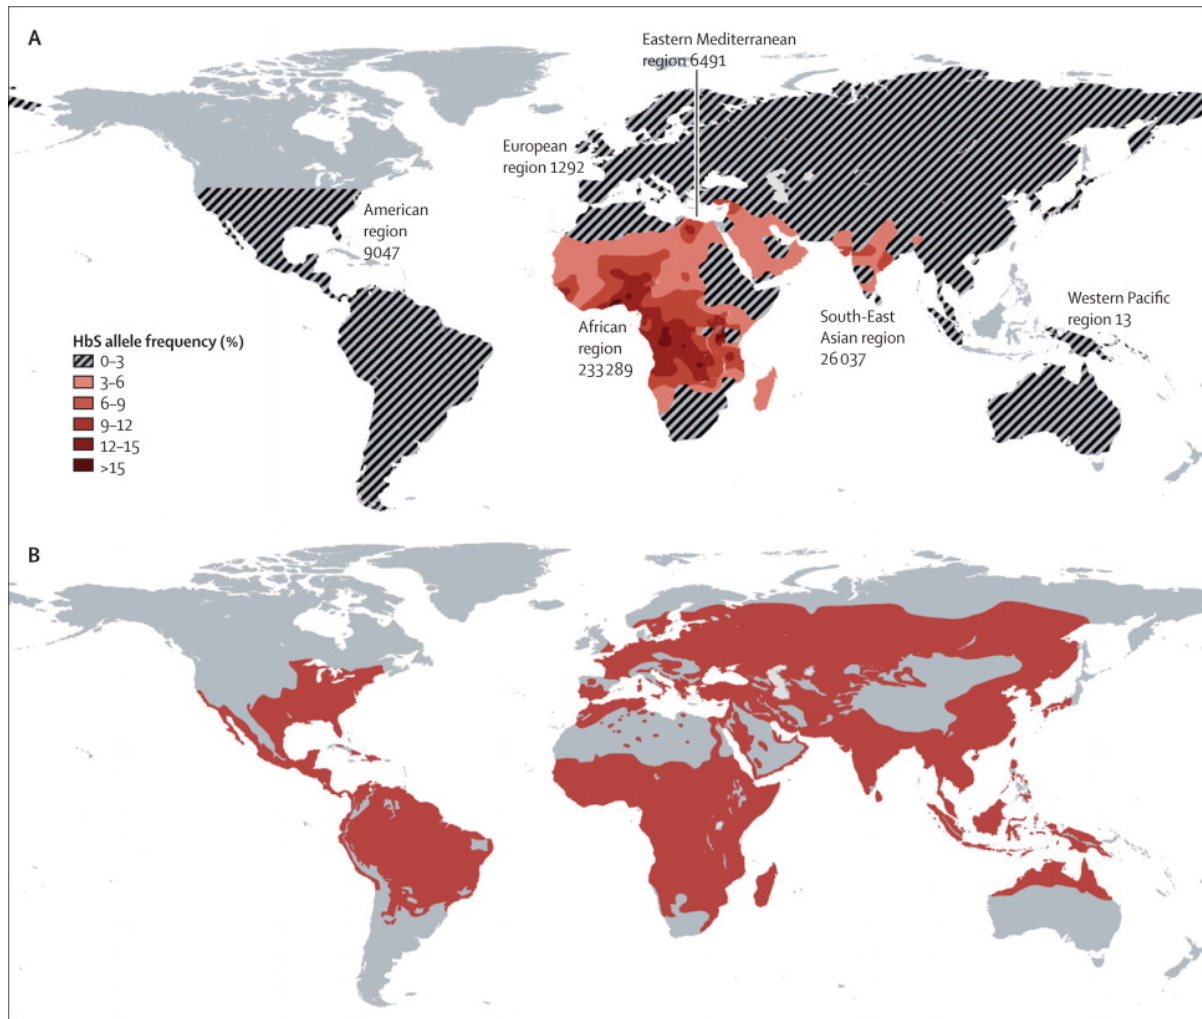 A
Eastern Mediterranean
region 6491
European
region 1292
American
region
9047
HbS allele frequency (%)
0–3
3–6
6–9
9–12
12–15
>15
African
region
233 289
South-East
Asian region
26 037
Western Pacific
region 13
B